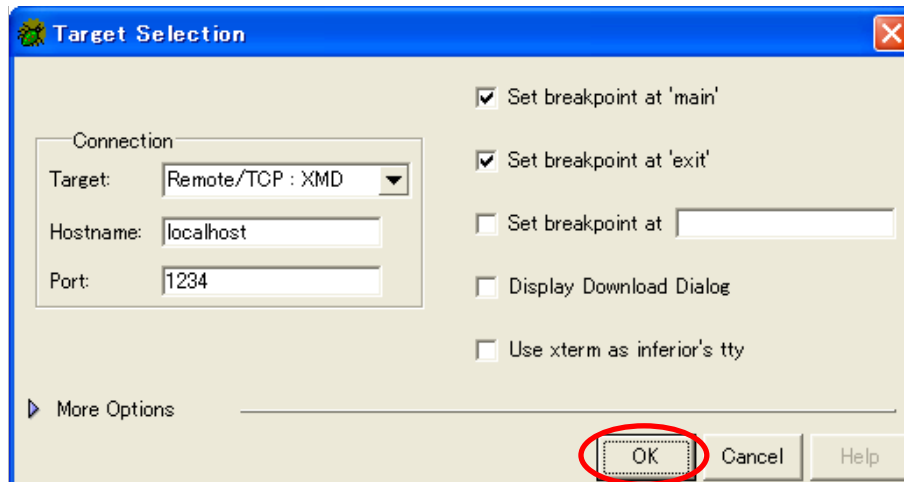 Target Selection
Connection
Target: Remote/TCP : XMD
Hostname: localhost
Port: 1234
Set breakpoint at 'main'
Set breakpoint at 'exit'
Set breakpoint at
Display Download Dialog
Use xterm as inferior's tty
More Options
OK Cancel Help